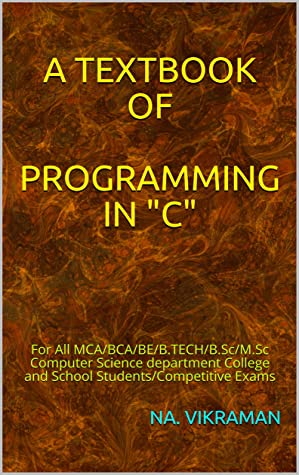 A TEXTBOOK
OF
PROGRAMMING
IN "C"
For All MCA/BCA/BE/B.TECH/B.Sc/M.Sc
Computer Science department College
and School Students/Competitive Exams
NA. VIKRAMAN